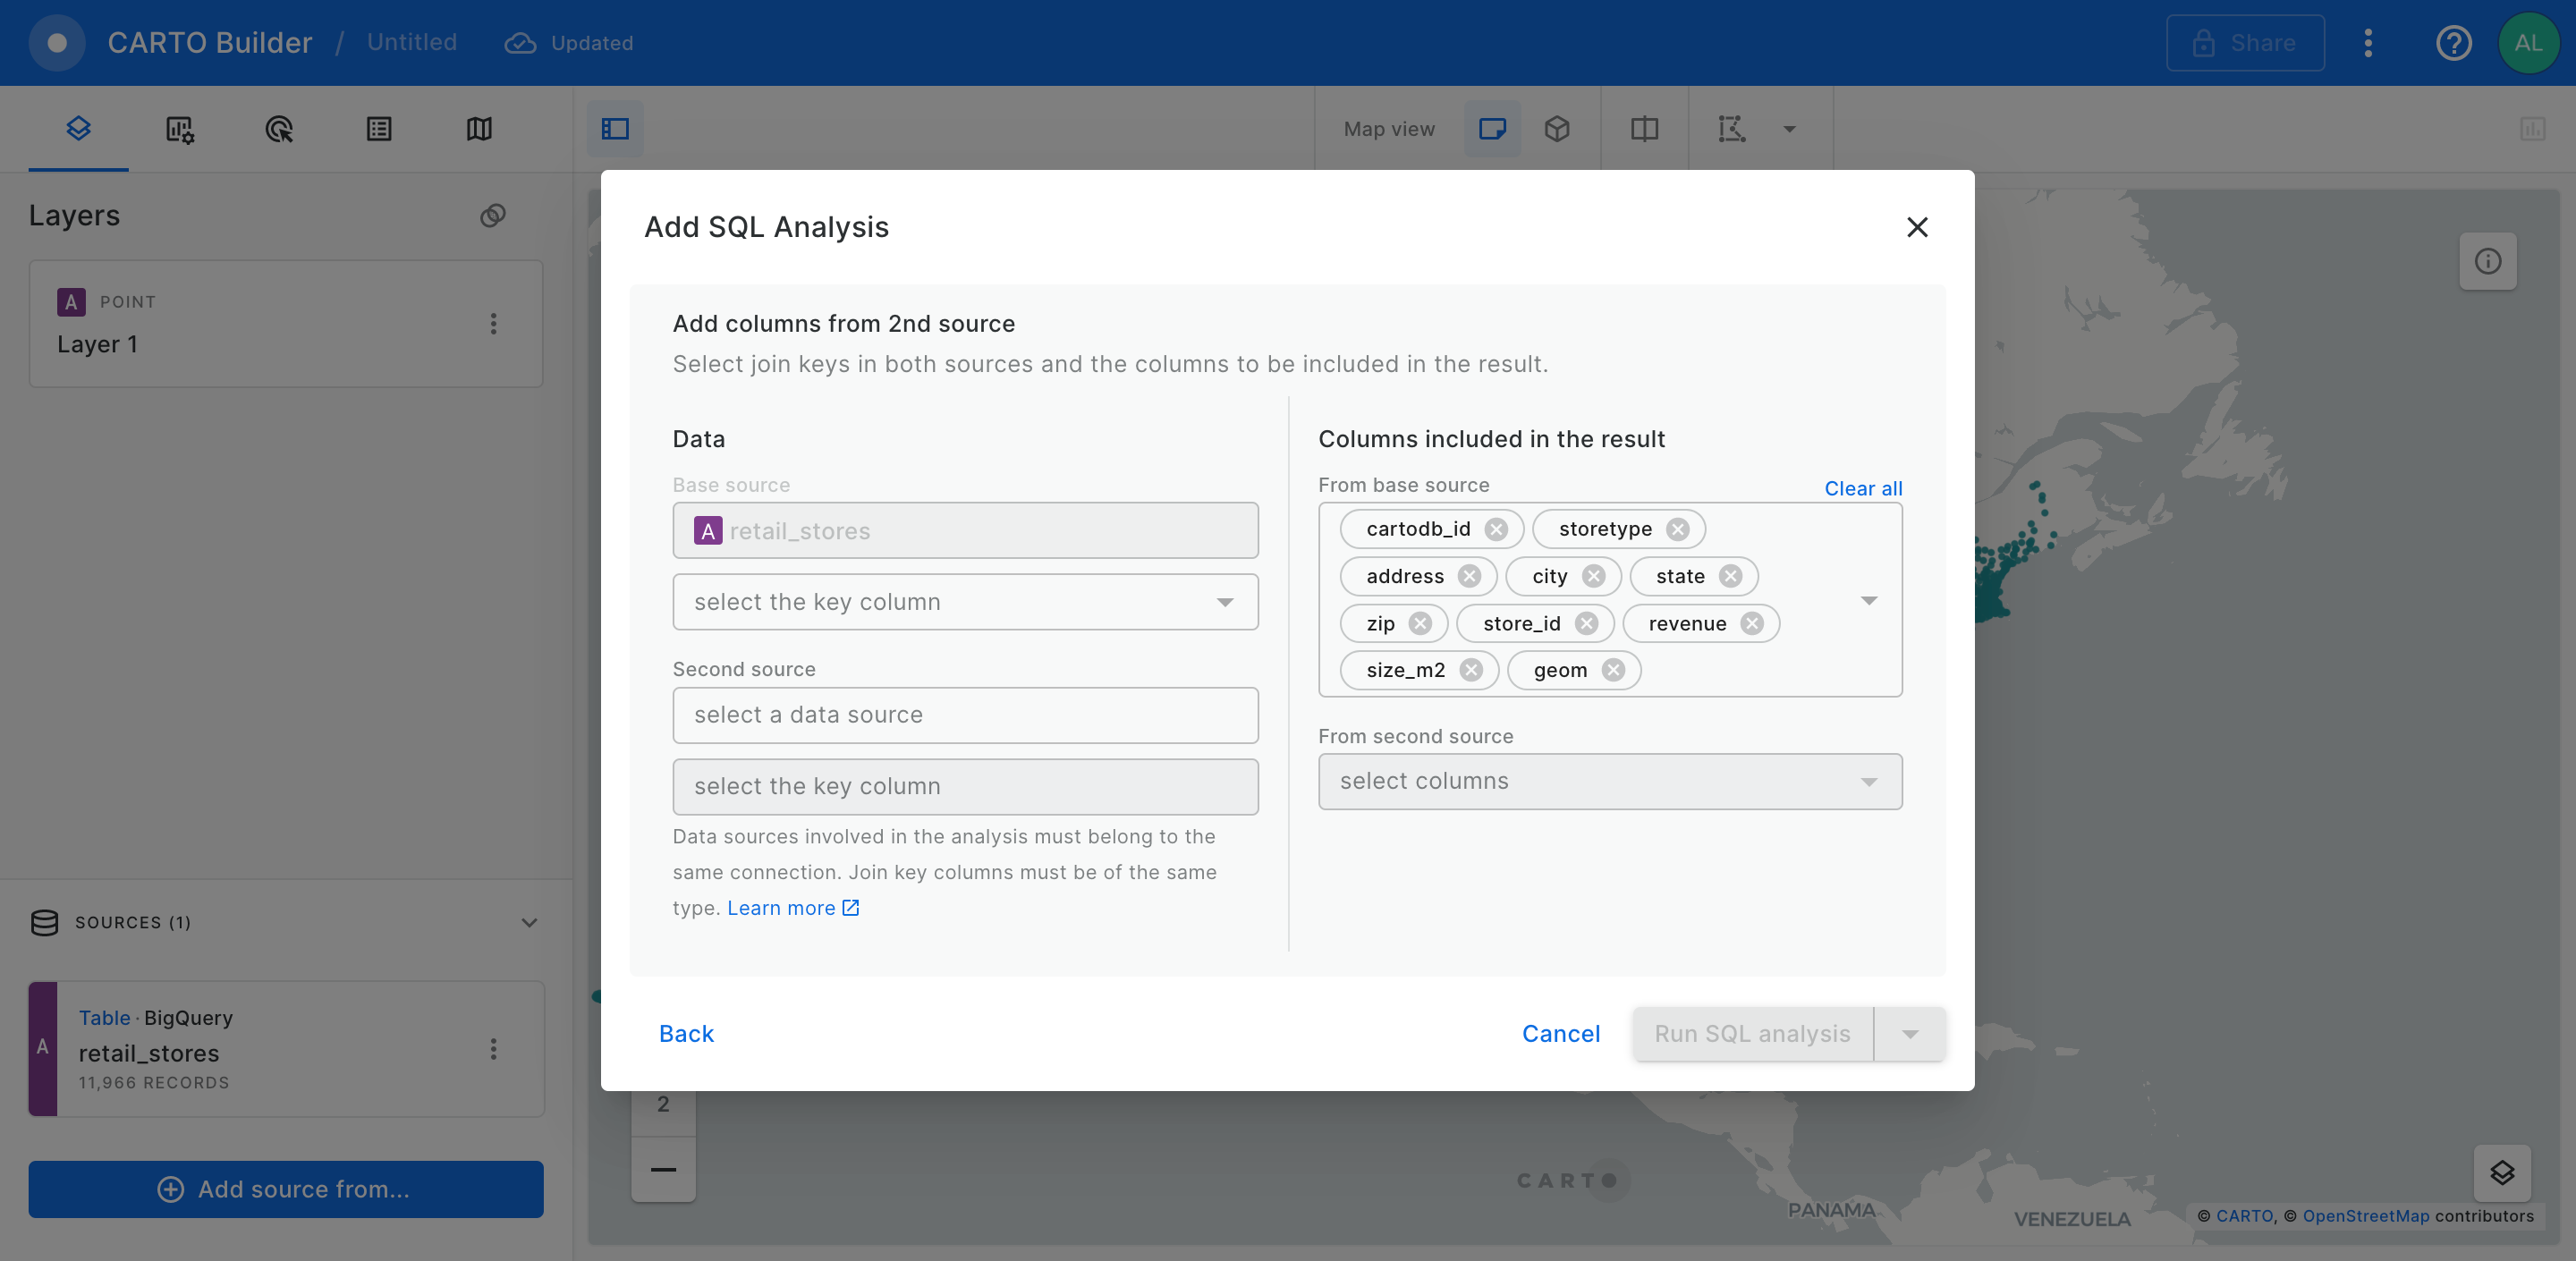 CARTO Builder / Untitled Updated Share AL
Map view
Layers
A POINT
Layer 1
SOURCES (1)
A
Table · BigQuery
retail_stores
11,966 RECORDS
Add source from...
Add SQL Analysis
Add columns from 2nd source
Select join keys in both sources and the columns to be included in the result.
Data
Base source
A retail_stores
select the key column
Second source
select a data source
select the key column
Data sources involved in the analysis must belong to the
same connection. Join key columns must be of the same
type. Learn more
Columns included in the result
From base source Clear all
cartodb_id storetype
address city state
zip store_id revenue
size_m2 geom
From second source
select columns
Back Cancel Run SQL analysis
2
CARTO
PANAMA
VENEZUELA
© CARTO, © OpenStreetMap contributors